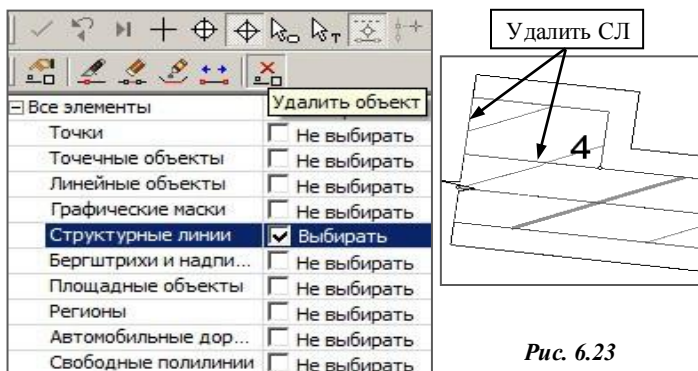 Удалить СЛ
Удалить объект
Все элементы
Точки Не выбирать
Точечные объекты Не выбирать
Линейные объекты Не выбирать
Графические маски Не выбирать
Структурные линии Выбирать
Бергштрихи и надпи... Не выбирать
Площадные объекты Не выбирать
Регионы Не выбирать
Автомобильные дор... Не выбирать
Свободные полилинии Не выбирать
4
Рис. 6.23